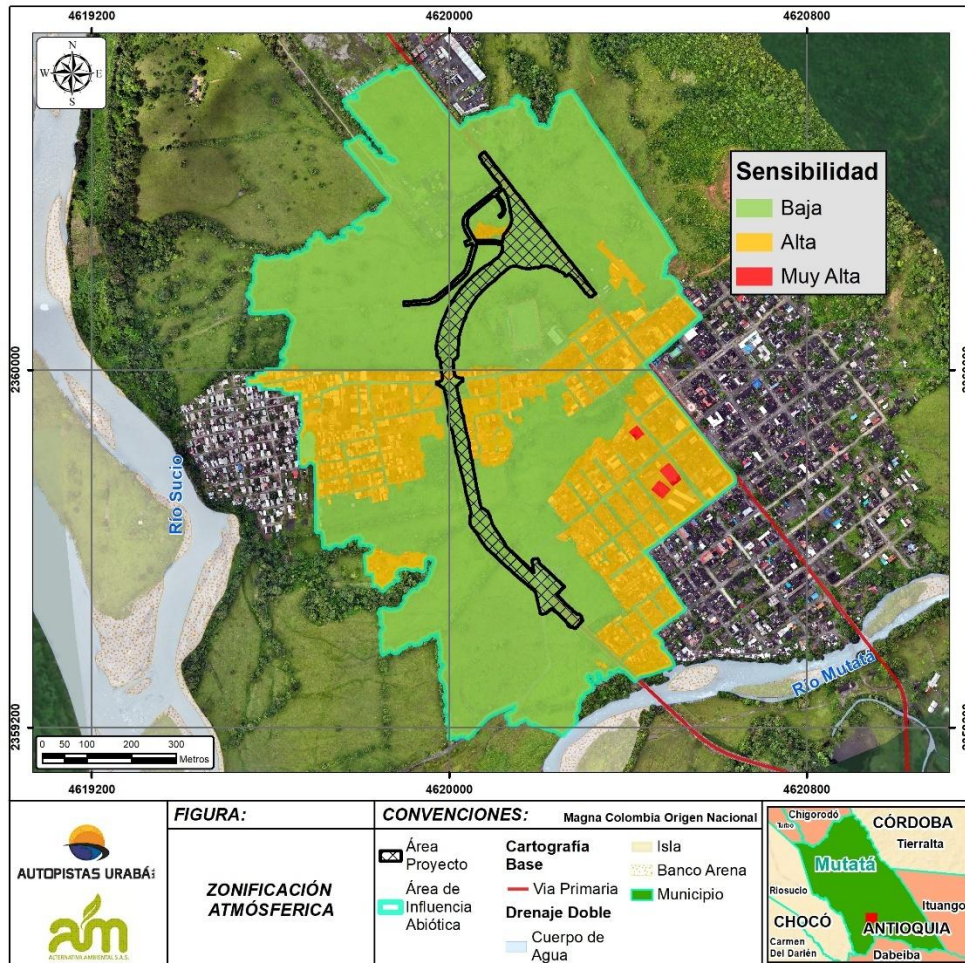 4619200 4620000 4620800
N
W E
S
Sensibilidad
Baja
Alta
Muy Alta
2360000
Río Sucio
Río Mutatá
2359200
0 50 100 200 300
Metros
4619200 4620000 4620800
AUTOPISTAS URABÁ
am
ALTERNATIVA AMBIENTAL S.A.S.
FIGURA:
ZONIFICACIÓN
ATMÓSFERICA
CONVENCIONES: Magna Colombia Origen Nacional
Área
Proyecto
Área de
Influencia
Abiótica
Cartografía
Base
Via Primaria
Drenaje Doble
Cuerpo de
Agua
Isla
Banco Arena
Municipio
Chigorodó
CÓRDOBA
Turbo
Tierralta
Mutatá
Riosucio
Ituango
CHOCÓ
ANTIOQUIA
Carmen
Del Darién
Dabeiba